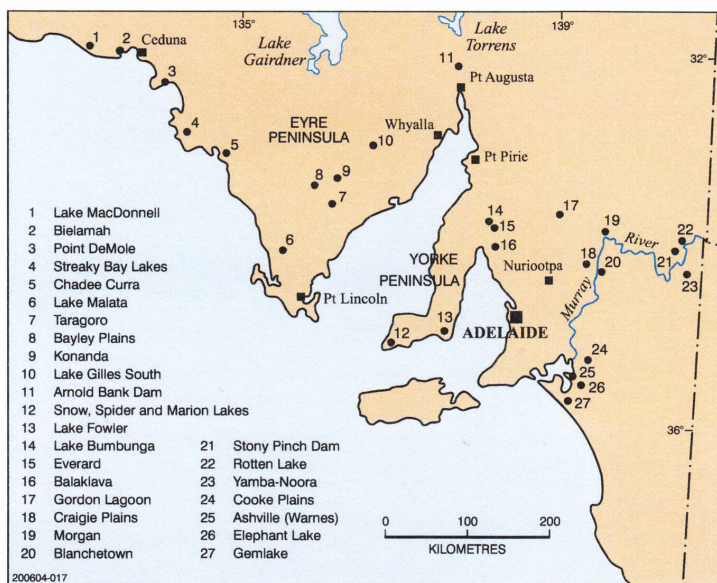 135°
139°
32°
36°
Lake
Gairdner
Lake
Torrens
1
2
Ceduna
3
4
5
EYRE
PENINSULA
Whyalla
10
11
Pt Augusta
Pt Pirie
8
9
7
6
Pt Lincoln
14
15
16
17
YORKE
PENINSULA
Nuriootpa
18
19
20
River
Murray
21
22
23
12
13
ADELAIDE
24
25
26
27
1 Lake MacDonnell
2 Bielamah
3 Point DeMole
4 Streaky Bay Lakes
5 Chadee Curra
6 Lake Malata
7 Taragoro
8 Bayley Plains
9 Konanda
10 Lake Gilles South
11 Arnold Bank Dam
12 Snow, Spider and Marion Lakes
13 Lake Fowler
14 Lake Bumbunga
15 Everard
16 Balaklava
17 Gordon Lagoon
18 Craigie Plains
19 Morgan
20 Blanchetown
21 Stony Pinch Dam
22 Rotten Lake
23 Yamba-Noora
24 Cooke Plains
25 Ashville (Warnes)
26 Elephant Lake
27 Gemlake
0 100 200
KILOMETRES
200604-017